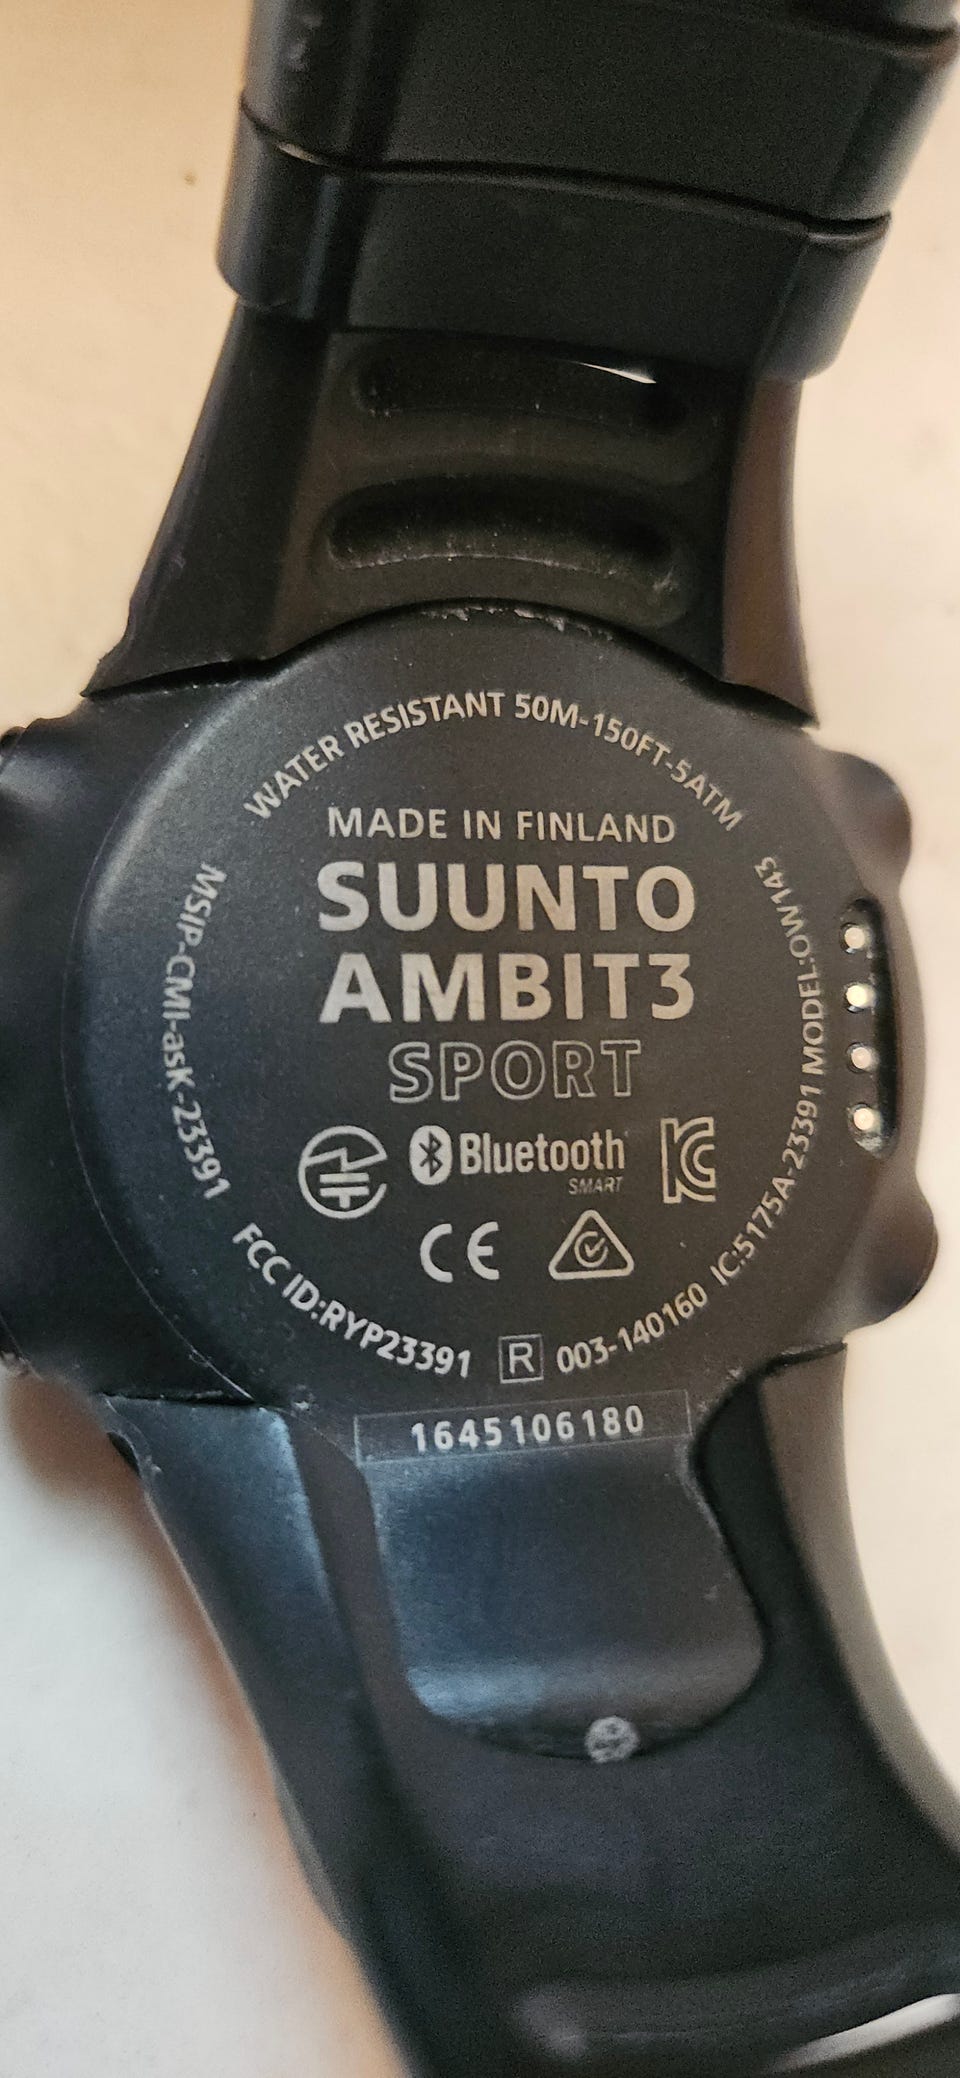 WATER RESISTANT 50M-150FT-5ATM
MADE IN FINLAND
SUUNTO
AMBIT3
SPORT
Bluetooth
SMART
CE
MSIP-CMI-asK-23391
FCC ID:RYP23391
R 003-140160
IC:5175A-23391 MODEL:OW143
1645106180